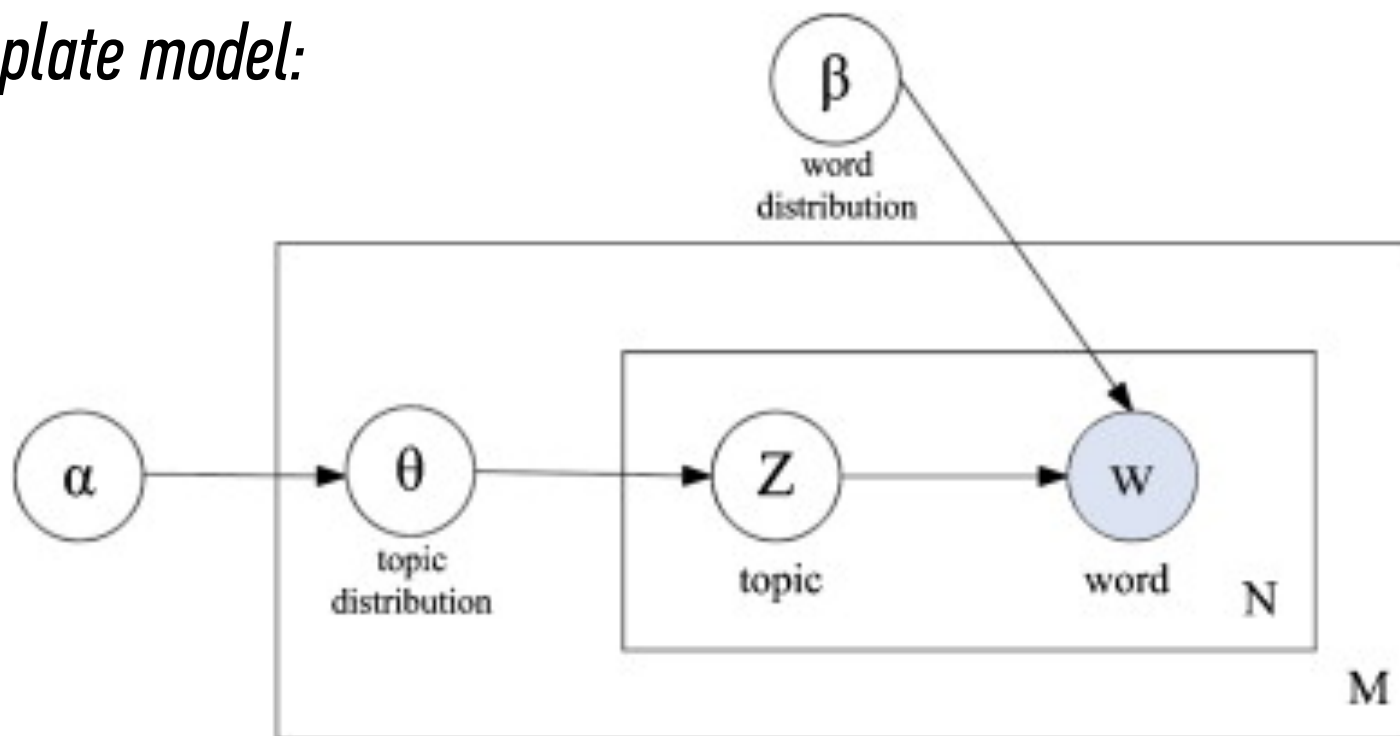 plate model:
β
word
distribution
α
θ
topic
distribution
Z
topic
w
word
N
M